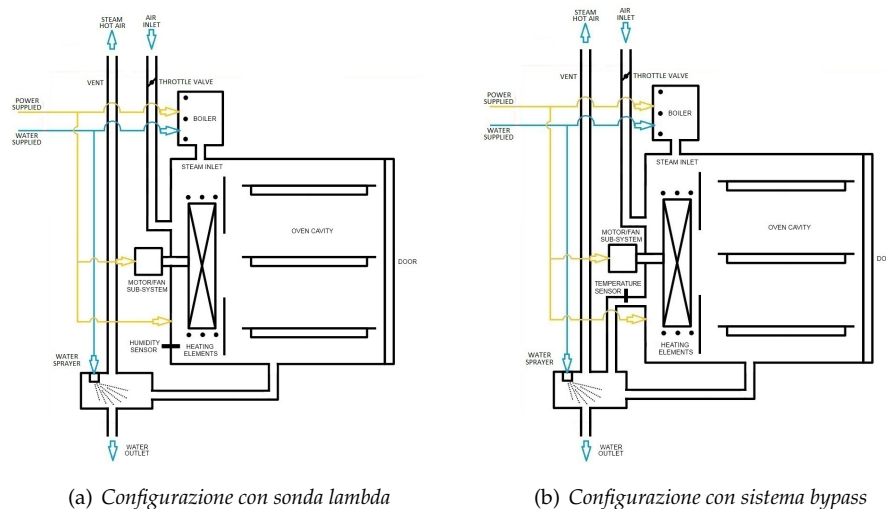 STEAM
HOT AIR
AIR
INLET
VENT
THROTTLE VALVE
POWER
SUPPLIED
WATER
SUPPLIED
BOILER
STEAM INLET
OVEN CAVITY
DOOR
MOTOR/FAN
SUB-SYSTEM
HUMIDITY
SENSOR
HEATING
ELEMENTS
WATER
SPRAYER
WATER
OUTLET
(a) Configurazione con sonda lambda
STEAM
HOT AIR
AIR
INLET
VENT
THROTTLE VALVE
POWER
SUPPLIED
WATER
SUPPLIED
BOILER
STEAM INLET
OVEN CAVITY
MOTOR/FAN
SUB-SYSTEM
DO
TEMPERATURE
SENSOR
HEATING
ELEMENTS
WATER
SPRAYER
WATER
OUTLET
(b) Configurazione con sistema bypass